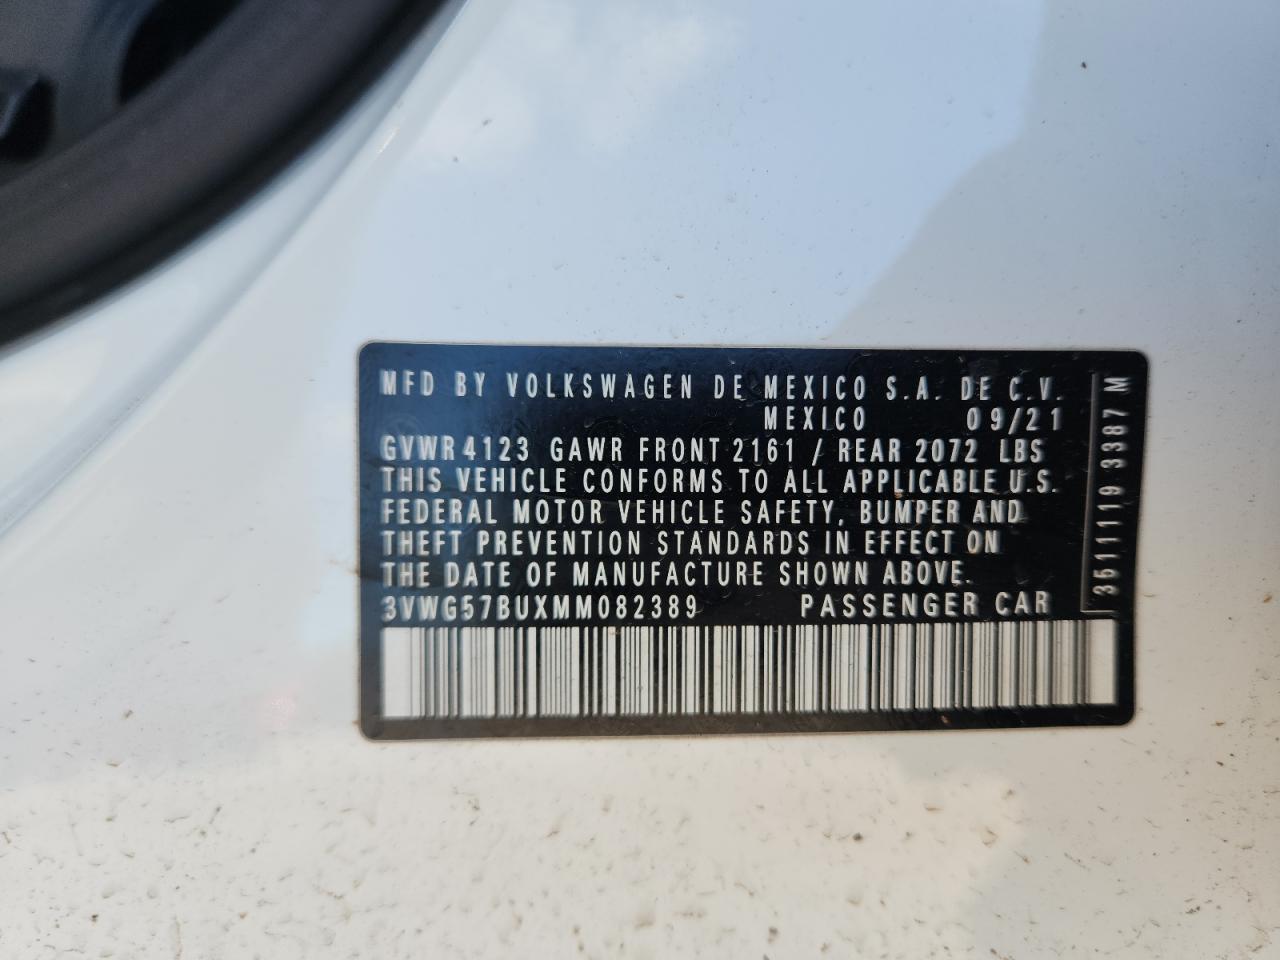 MFD BY VOLKSWAGEN DE MEXICO S.A. DE C.V.
MEXICO 09/21
GVWR 4123 GAWR FRONT 2161 / REAR 2072 LBS
THIS VEHICLE CONFORMS TO ALL APPLICABLE U.S.
FEDERAL MOTOR VEHICLE SAFETY, BUMPER AND
THEFT PREVENTION STANDARDS IN EFFECT ON
THE DATE OF MANUFACTURE SHOWN ABOVE.
3VWG57BUXMM082389 PASSENGER CAR
3511119 3387 M